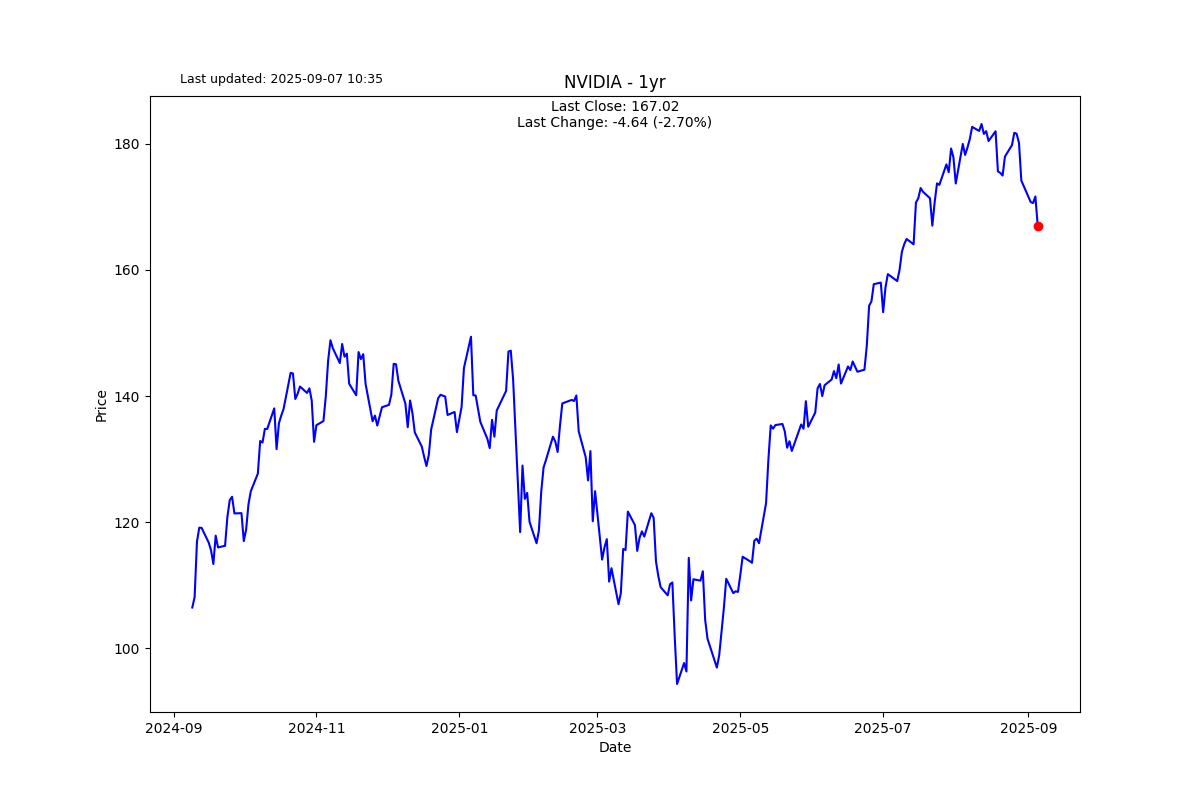 Last updated: 2025-09-07 10:35
NVIDIA - 1yr
Last Close: 167.02
Last Change: -4.64 (-2.70%)
180
160
140
120
100
Price
2024-09
2024-11
2025-01
2025-03
2025-05
2025-07
2025-09
Date